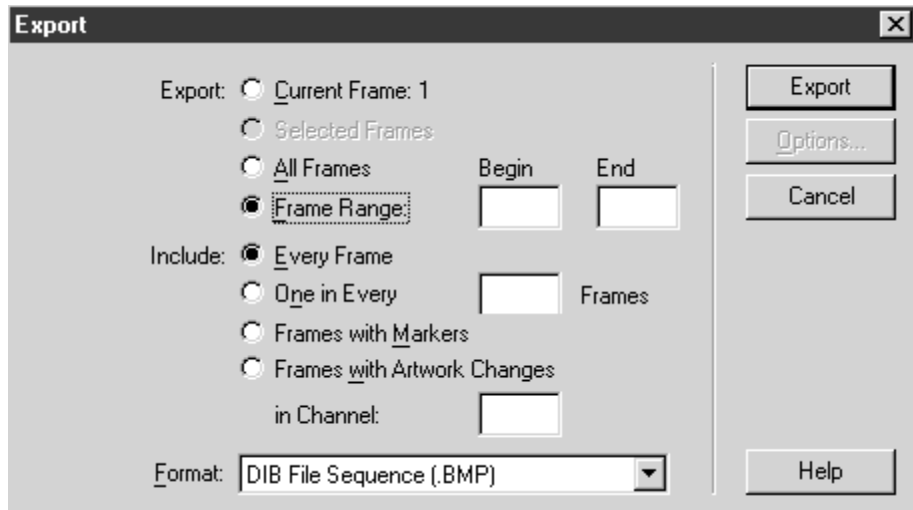 Export
Export: Current Frame: 1
Export
Selected Frames
Options...
All Frames Begin End
Cancel
Frame Range:
Include: Every Frame
One in Every Frames
Frames with Markers
Frames with Artwork Changes
in Channel:
Format: DIB File Sequence (.BMP)
Help